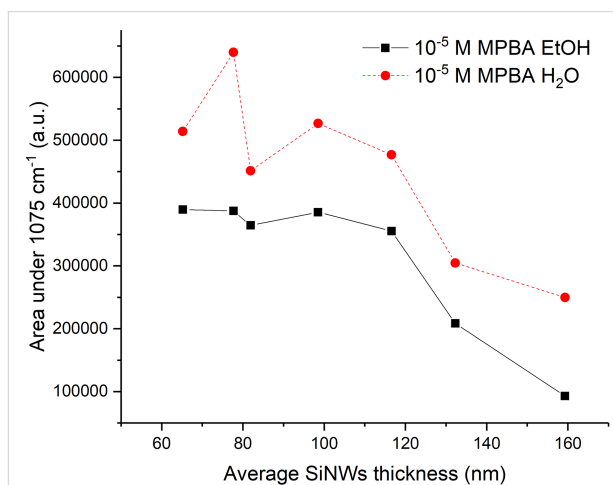 10⁻⁵ M MPBA EtOH
10⁻⁵ M MPBA H₂O
600000
500000
400000
300000
200000
100000
Area under 1075 cm⁻¹ (a.u.)
60 80 100 120 140 160
Average SiNWs thickness (nm)